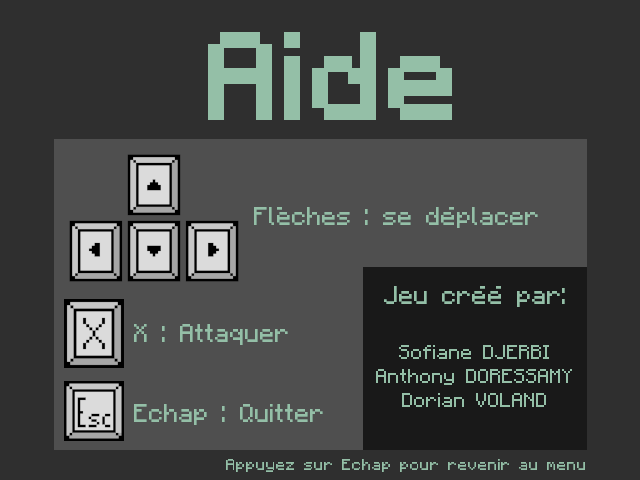 Aide
Flèches : se déplacer
X
X : Attaquer
Esc
Echap : Quitter
Jeu créé par:
Sofiane DJERBI
Anthony DORESSAMY
Dorian VOLAND
Appuyez sur Echap pour revenir au menu